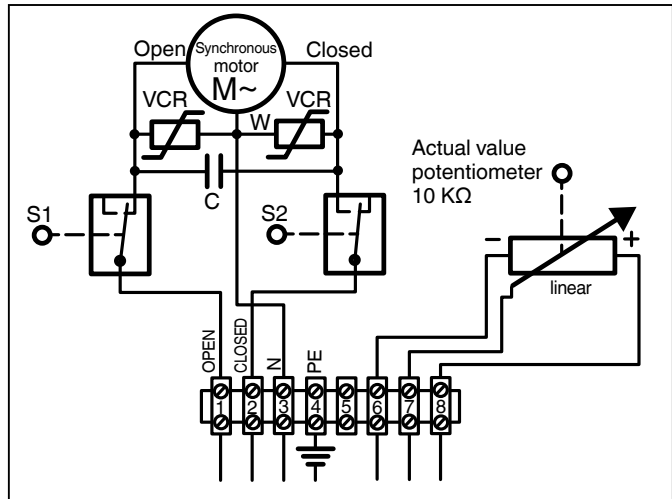 Open
Synchronous
motor
M~
Closed
VCR
W
VCR
C
S1
S2
Actual value
potentiometer
10 KΩ
- +
linear
OPEN
CLOSED
N
PE
1 2 3 4 5 6 7 8